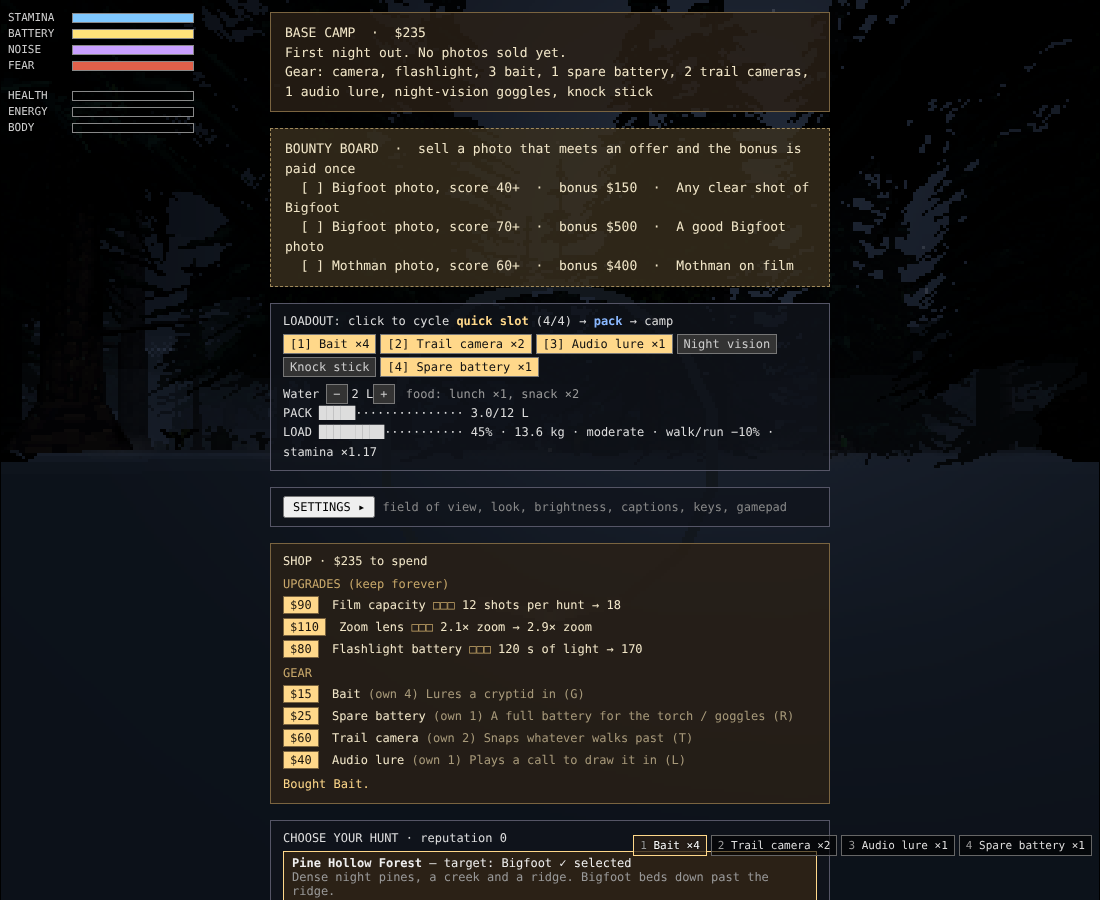 STAMINA
BATTERY
NOISE
FEAR
HEALTH
ENERGY
BODY
BASE CAMP · $235
First night out. No photos sold yet.
Gear: camera, flashlight, 3 bait, 1 spare battery, 2 trail cameras,
1 audio lure, night-vision goggles, knock stick
BOUNTY BOARD · sell a photo that meets an offer and the bonus is
paid once
[ ] Bigfoot photo, score 40+ · bonus $150 · Any clear shot of
Bigfoot
[ ] Bigfoot photo, score 70+ · bonus $500 · A good Bigfoot
photo
[ ] Mothman photo, score 60+ · bonus $400 · Mothman on film
LOADOUT: click to cycle quick slot (4/4) → pack → camp
[1] Bait ×4 [2] Trail camera ×2 [3] Audio lure ×1 Night vision
Knock stick [4] Spare battery ×1
Water − 2 L + food: lunch ×1, snack ×2
PACK █████··············· 3.0/12 L
LOAD █████████··········· 45% · 13.6 kg · moderate · walk/run −10% ·
stamina ×1.17
SETTINGS ▸ field of view, look, brightness, captions, keys, gamepad
SHOP · $235 to spend
UPGRADES (keep forever)
$90 Film capacity □□□ 12 shots per hunt → 18
$110 Zoom lens □□□ 2.1× zoom → 2.9× zoom
$80 Flashlight battery □□□ 120 s of light → 170
GEAR
$15 Bait (own 4) Lures a cryptid in (G)
$25 Spare battery (own 1) A full battery for the torch / goggles (R)
$60 Trail camera (own 2) Snaps whatever walks past (T)
$40 Audio lure (own 1) Plays a call to draw it in (L)
Bought Bait.
CHOOSE YOUR HUNT · reputation 0
1 Bait ×4 2 Trail camera ×2 3 Audio lure ×1 4 Spare battery ×1
Pine Hollow Forest — target: Bigfoot ✓ selected
Dense night pines, a creek and a ridge. Bigfoot beds down past the
ridge.